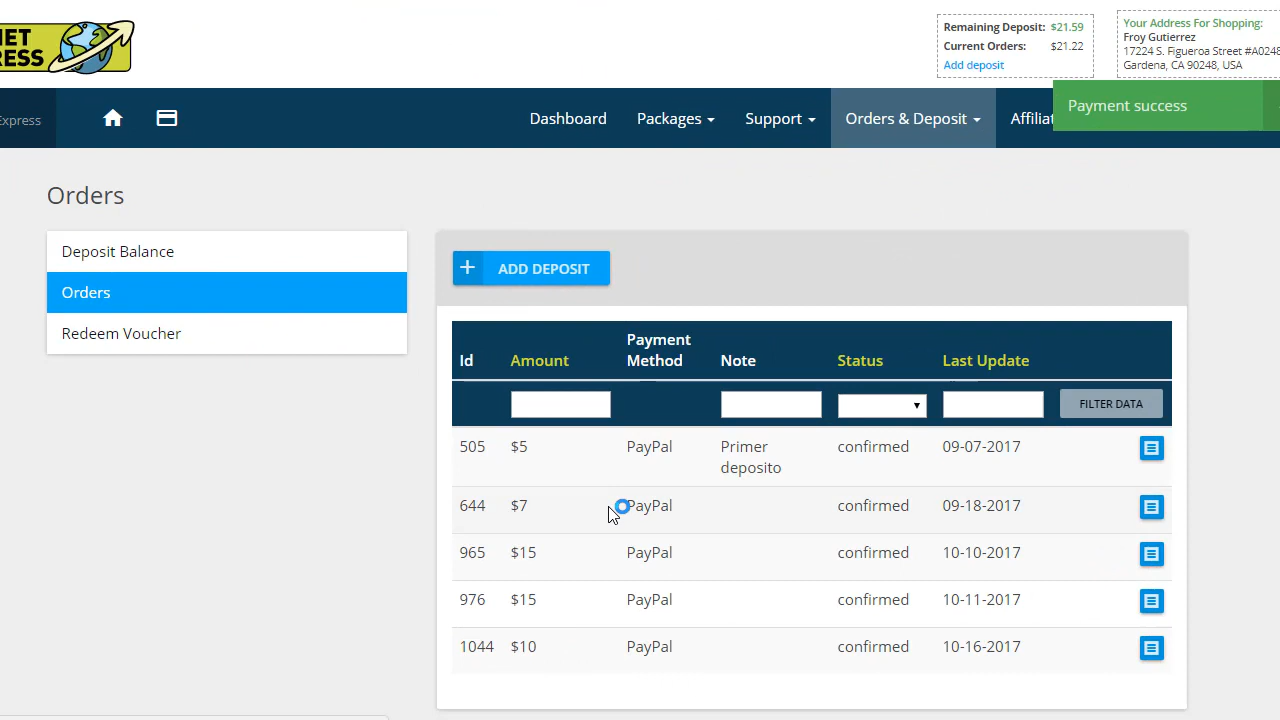 NET
PRESS
Remaining Deposit: $21.59
Current Orders: $21.22
Add deposit
Your Address For Shopping:
Froy Gutierrez
17224 S. Figueroa Street #A0248
Gardena, CA 90248, USA
Payment success
Express
Dashboard
Packages
Support
Orders & Deposit
Affiliat
Orders
Deposit Balance
Orders
Redeem Voucher
+ ADD DEPOSIT
Id Amount Payment Method Note Status Last Update
FILTER DATA
505 $5 PayPal Primer deposito confirmed 09-07-2017
644 $7 PayPal confirmed 09-18-2017
965 $15 PayPal confirmed 10-10-2017
976 $15 PayPal confirmed 10-11-2017
1044 $10 PayPal confirmed 10-16-2017